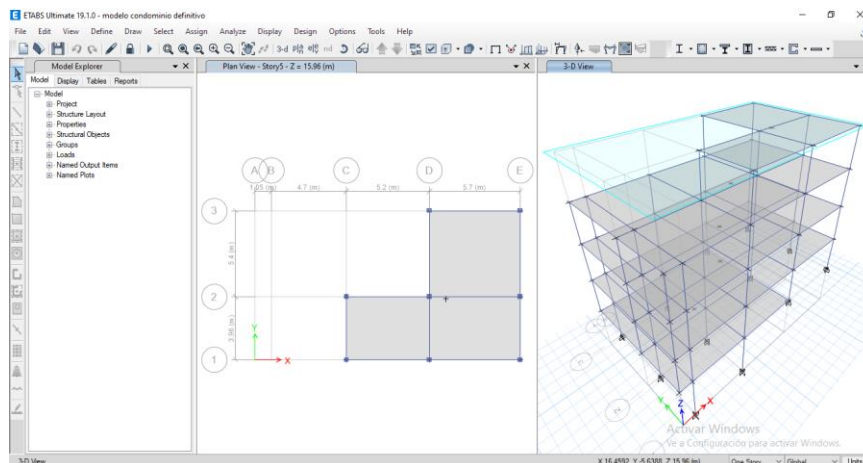 ETABS Ultimate 19.1.0 - modelo condominio definitivo
File Edit View Define Draw Select Assign Analyze Display Design Options Tools Help
3-d
Model Explorer
Plan View - Story5 - Z = 15.96 (m)
3-D View
Model Display Tables Reports
Model
Project
Structure Layout
Properties
Structural Objects
Groups
Loads
Named Output Items
Named Plots
A B C D E
4.7 (m) 5.2 (m) 5.7 (m)
3
5.4 (m)
2
3.96 (m)
1
Y
X
Y Z X
Activar Windows
Ve a Configuración para activar Windows.
3-D View
X 16.4592 Y -5.6388 Z 15.96 (m) One Story Global Units